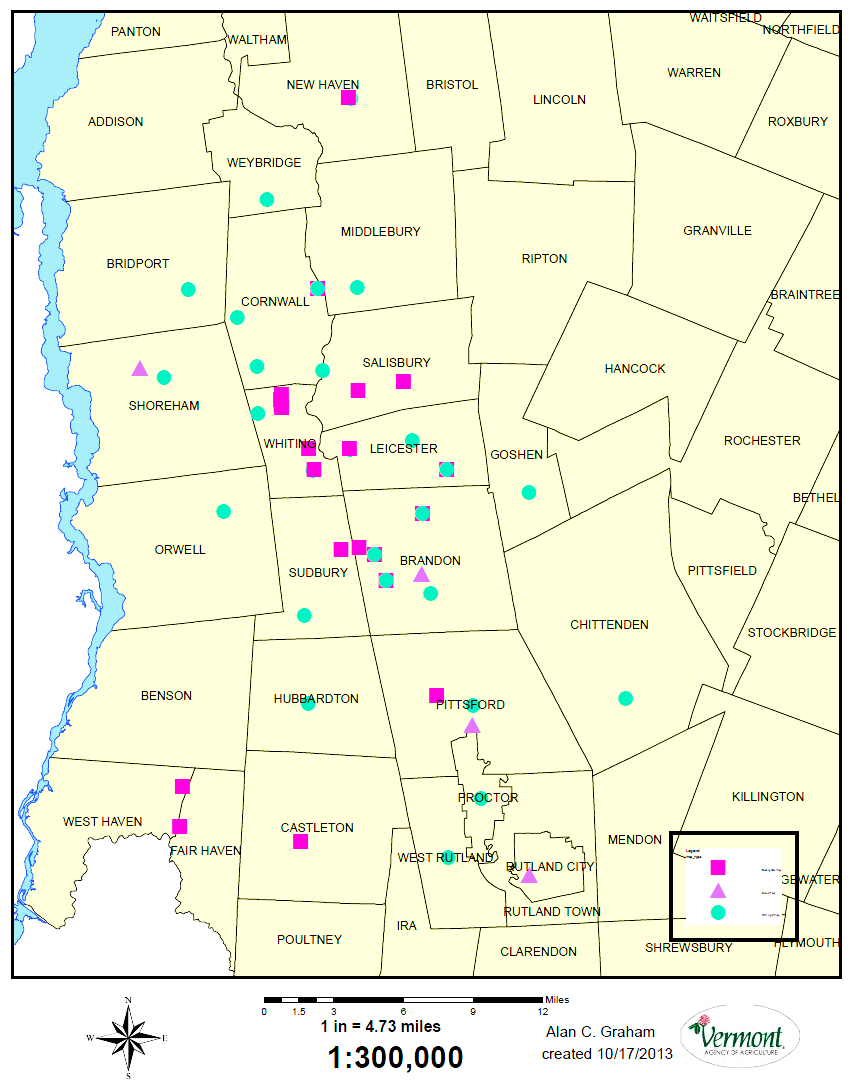 WAITSFIELD
PANTON
NORTHFIELD
WALTHAM
WARREN
NEW HAVEN
BRISTOL
LINCOLN
ADDISON
ROXBURY
WEYBRIDGE
MIDDLEBURY
GRANVILLE
RIPTON
BRIDPORT
BRAINTREE
CORNWALL
SALISBURY
HANCOCK
SHOREHAM
ROCHESTER
WHITING
LEICESTER
GOSHEN
BETHEL
ORWELL
BRANDON
SUDBURY
PITTSFIELD
CHITTENDEN
STOCKBRIDGE
BENSON
HUBBARDTON
PITTSFORD
PROCTOR
KILLINGTON
WEST HAVEN
CASTLETON
MENDON
FAIR HAVEN
WEST RUTLAND
RUTLAND CITY
Legend
GEWATER
RUTLAND TOWN
IRA
POULTNEY
CLARENDON
SHREWSBURY
PLYMOUTH
N
W
E
S
Miles
0 1.5 3 6 9 12
1 in = 4.73 miles
1:300,000
Alan C. Graham
created 10/17/2013
Vermont
AGENCY OF AGRICULTURE